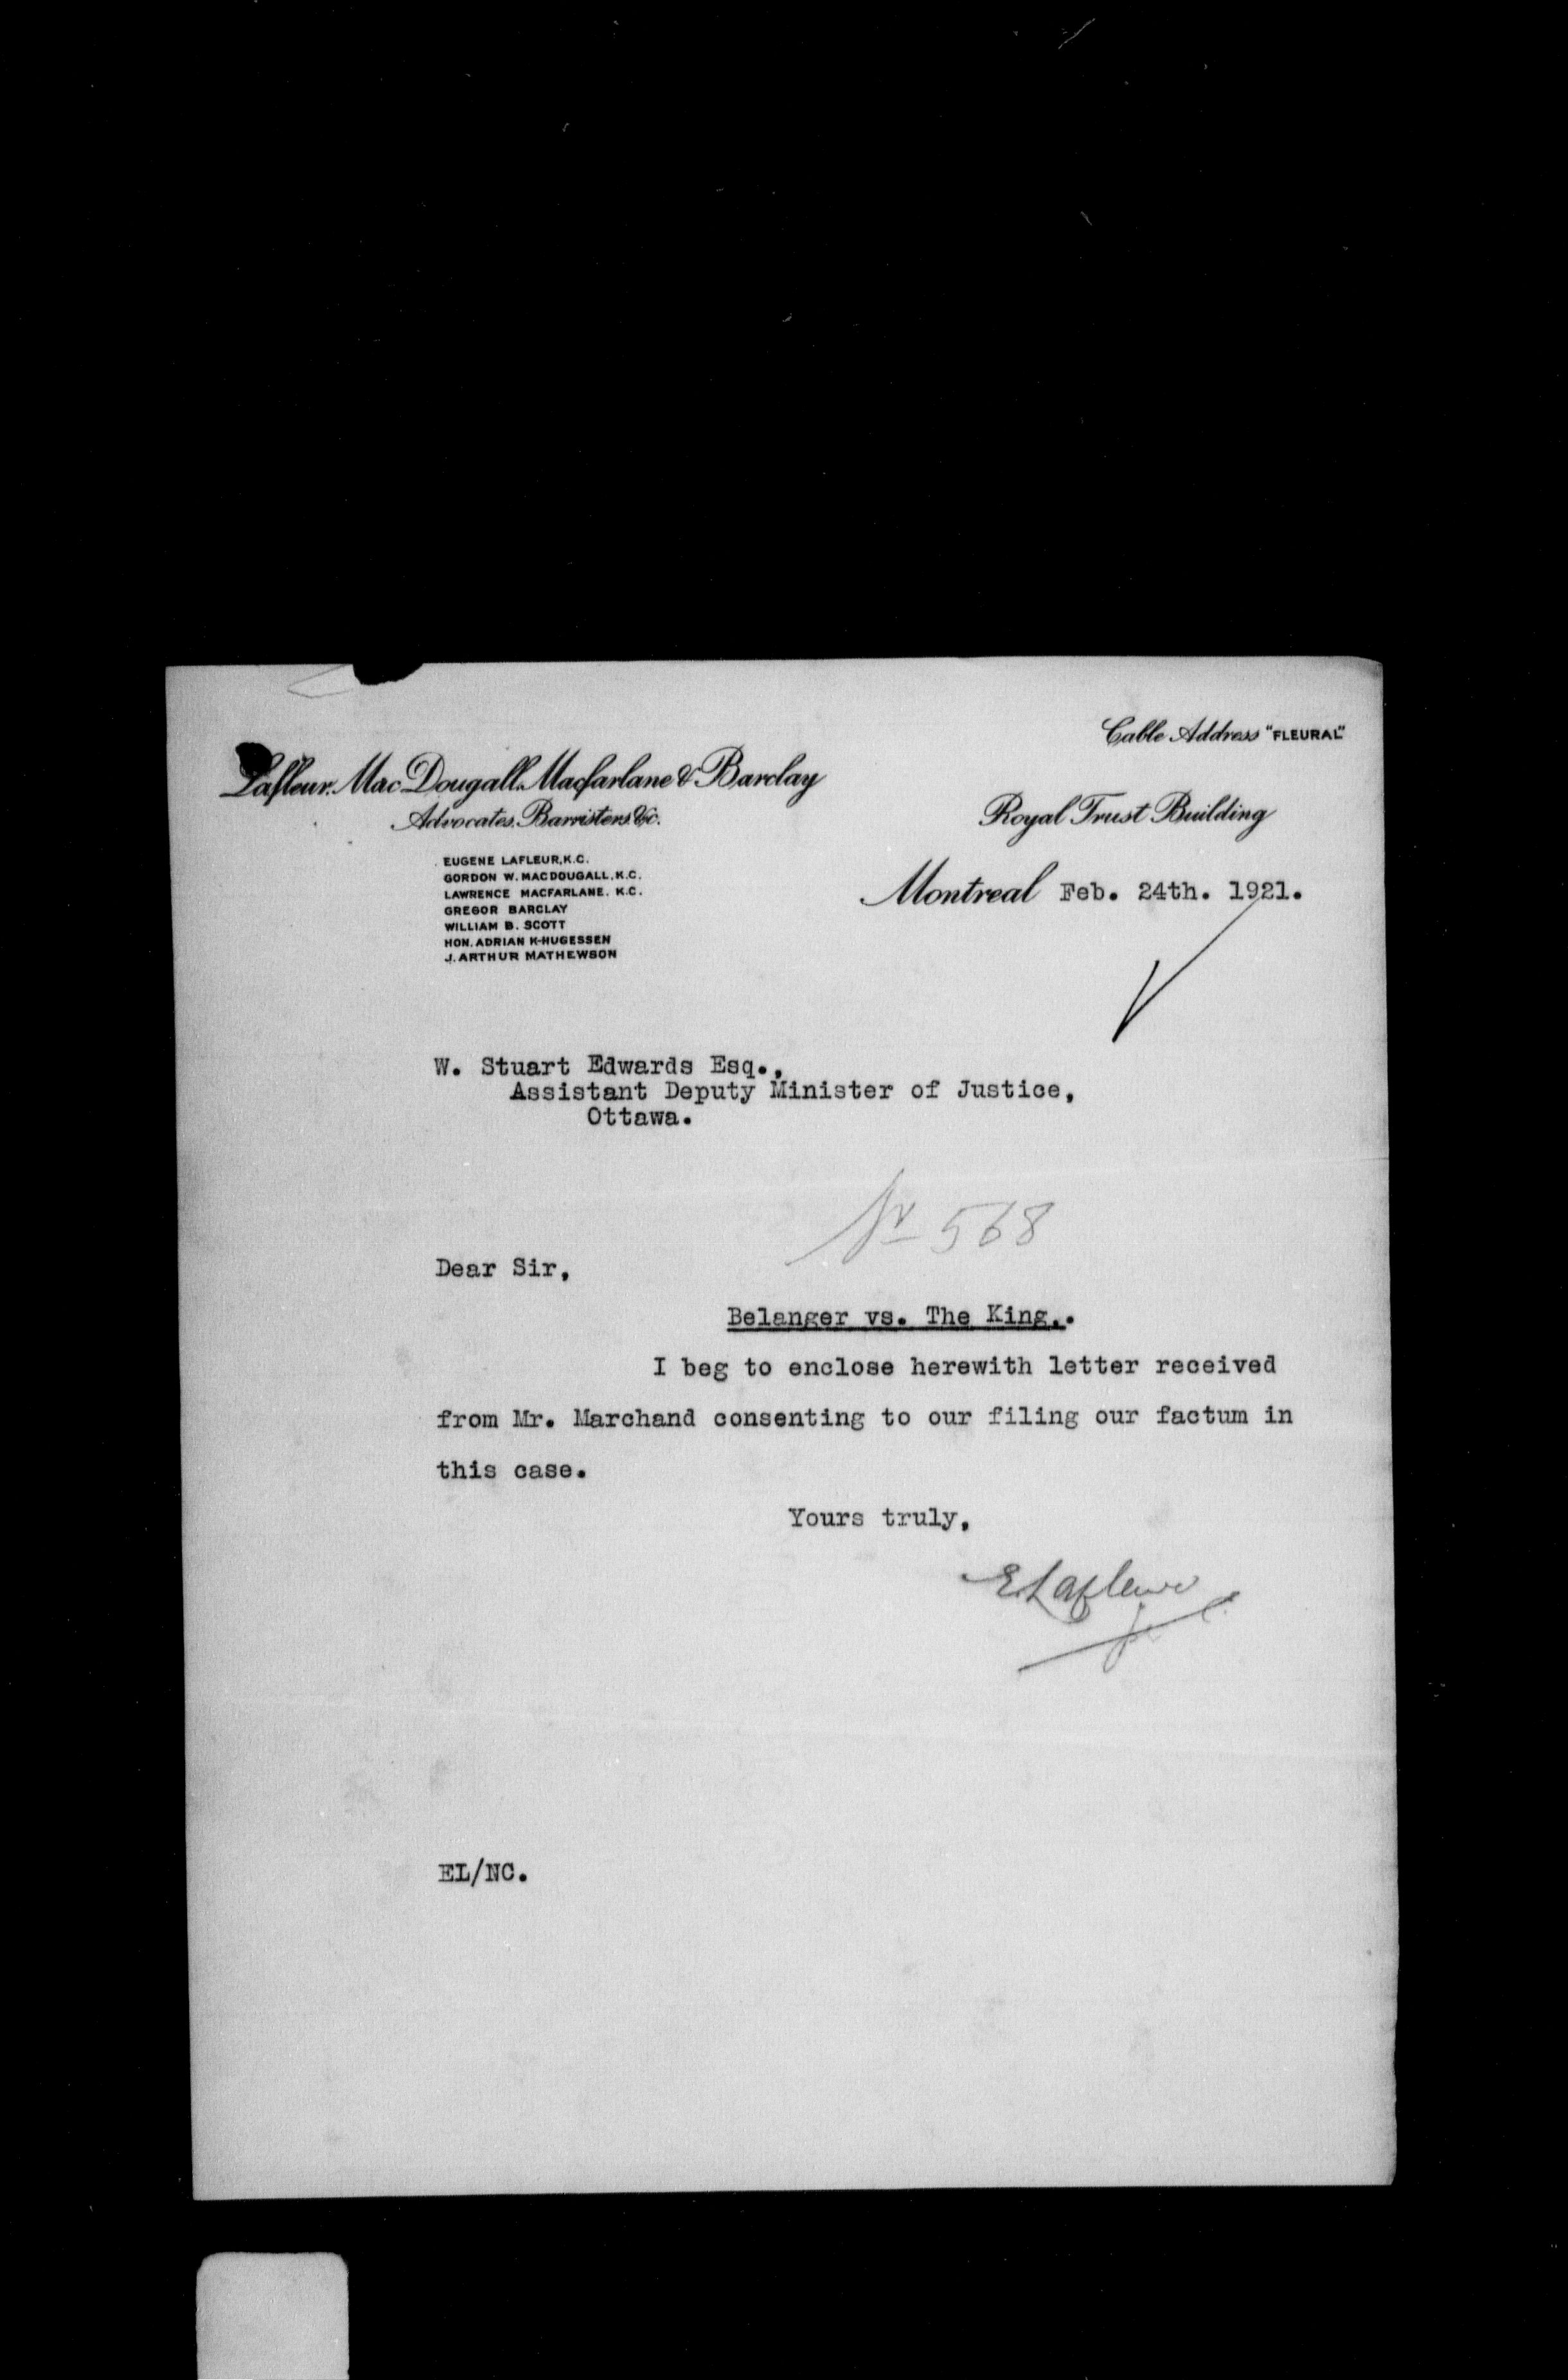 Cable Address "FLEURAL"
Lafleur, MacDougall, Macfarlane & Barclay
Advocates, Barristers &c.
Royal Trust Building
EUGENE LAFLEUR, K.C.
GORDON W. MACDOUGALL, K.C.
LAWRENCE MACFARLANE, K.C.
GREGOR BARCLAY
WILLIAM B. SCOTT
HON. ADRIAN K-HUGESSEN
J. ARTHUR MATHEWSON
Montreal Feb. 24th. 1921.
W. Stuart Edwards Esq.,
Assistant Deputy Minister of Justice,
Ottawa.
568
Dear Sir,
Belanger vs. The King..
I beg to enclose herewith letter received
from Mr. Marchand consenting to our filing our factum in
this case.
Yours truly,
E Lafleur
EL/NC.